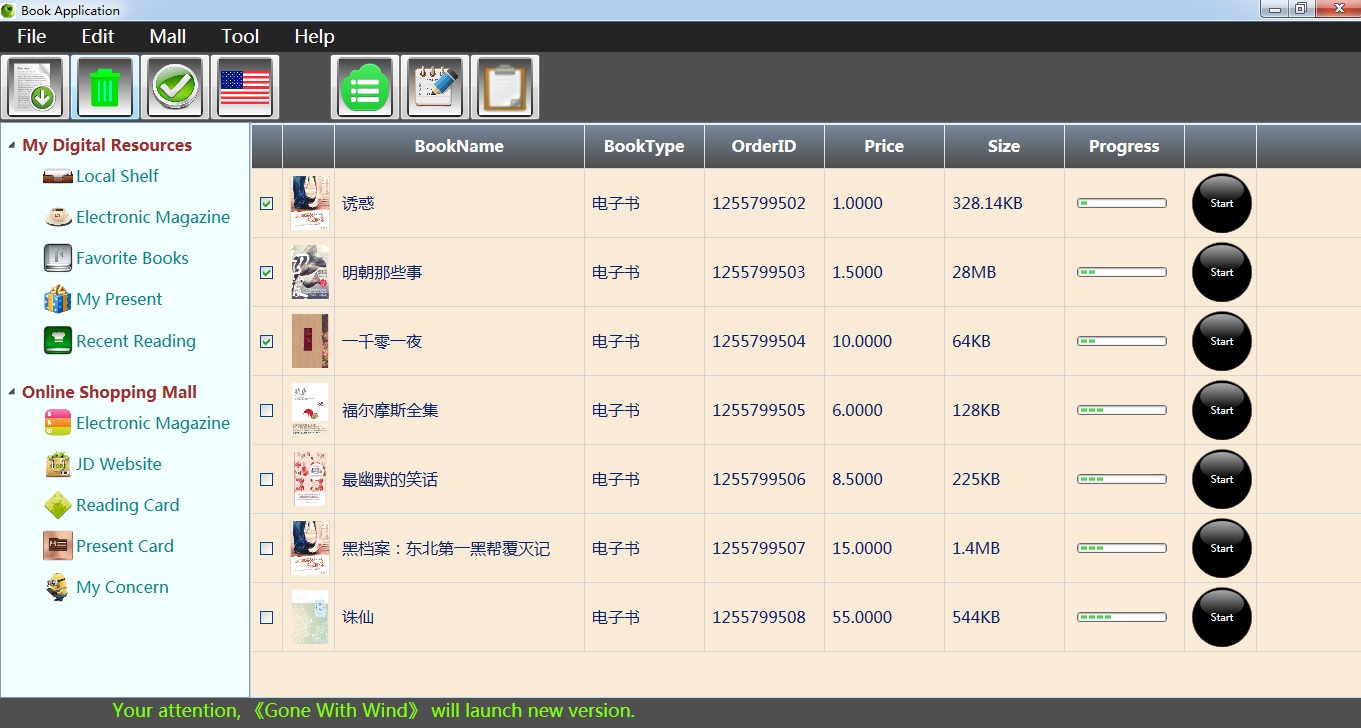 Book Application
File Edit Mall Tool Help
My Digital Resources
Local Shelf
Electronic Magazine
Favorite Books
My Present
Recent Reading
Online Shopping Mall
Electronic Magazine
JD Website
Reading Card
Present Card
My Concern
BookName BookType OrderID Price Size Progress
诱惑 电子书 1255799502 1.0000 328.14KB Start
明朝那些事 电子书 1255799503 1.5000 28MB Start
一千零一夜 电子书 1255799504 10.0000 64KB Start
福尔摩斯全集 电子书 1255799505 6.0000 128KB Start
最幽默的笑话 电子书 1255799506 8.5000 225KB Start
黑档案：东北第一黑帮覆灭记 电子书 1255799507 15.0000 1.4MB Start
诛仙 电子书 1255799508 55.0000 544KB Start
Your attention, 《Gone With Wind》 will launch new version.